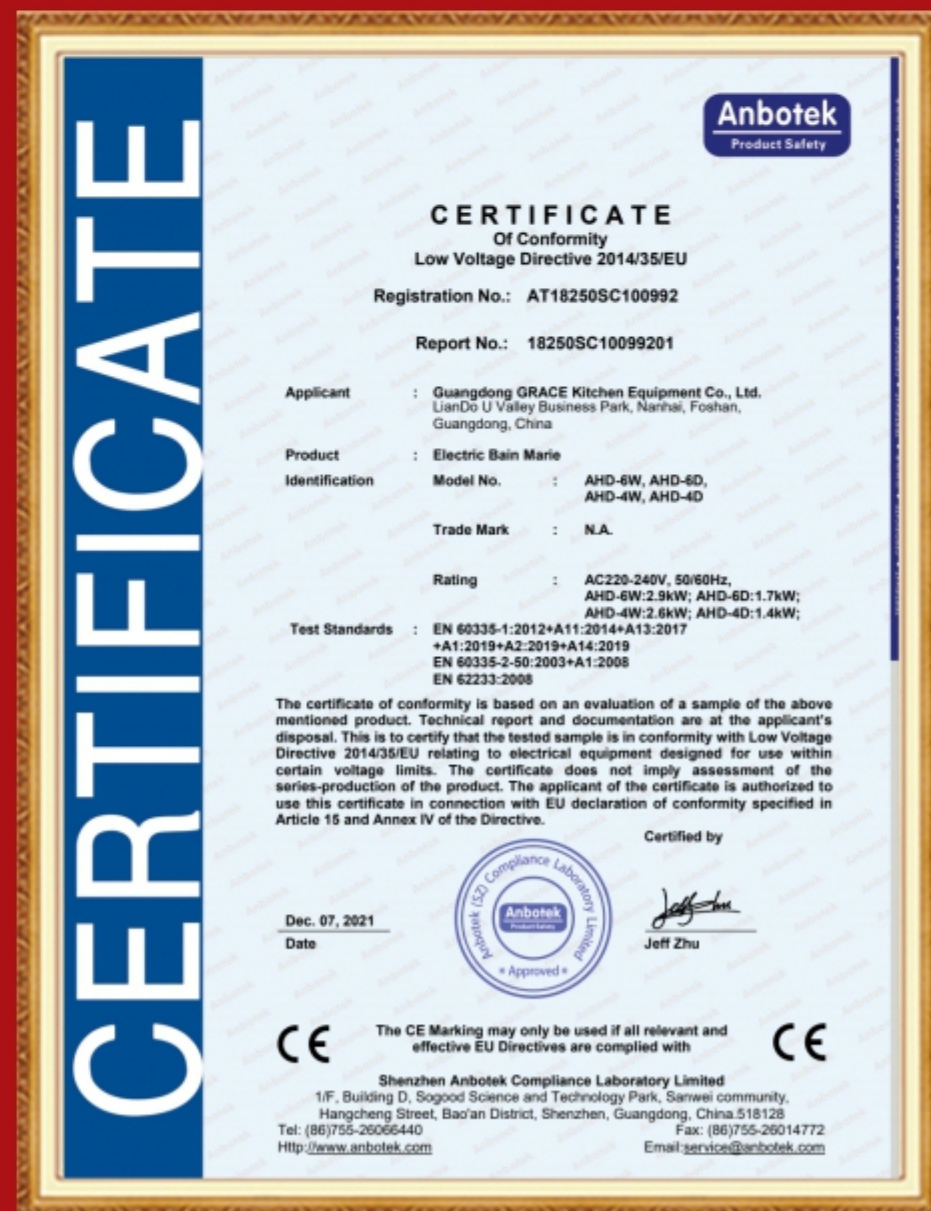 CERTIFICATE
Anbotek
Product Safety
CERTIFICATE
Of Conformity
Low Voltage Directive 2014/35/EU
Registration No.: AT18250SC100992
Report No.: 18250SC10099201
Applicant : Guangdong GRACE Kitchen Equipment Co., Ltd.
LianDo U Valley Business Park, Nanhai, Foshan,
Guangdong, China
Product : Electric Bain Marie
Identification Model No. : AHD-6W, AHD-6D,
AHD-4W, AHD-4D
Trade Mark : N.A.
Rating : AC220-240V, 50/60Hz,
AHD-6W:2.9kW; AHD-6D:1.7kW;
AHD-4W:2.6kW; AHD-4D:1.4kW;
Test Standards : EN 60335-1:2012+A11:2014+A13:2017
+A1:2019+A2:2019+A14:2019
EN 60335-2-50:2003+A1:2008
EN 62233:2008
The certificate of conformity is based on an evaluation of a sample of the above
mentioned product. Technical report and documentation are at the applicant's
disposal. This is to certify that the tested sample is in conformity with Low Voltage
Directive 2014/35/EU relating to electrical equipment designed for use within
certain voltage limits. The certificate does not imply assessment of the
series-production of the product. The applicant of the certificate is authorized to
use this certificate in connection with EU declaration of conformity specified in
Article 15 and Annex IV of the Directive.
Certified by
Anbotek (SZ) Compliance Laboratory Limited
Anbotek
Product Safety
* Approved *
Dec. 07, 2021
Date
Jeff Zhu
Jeff Zhu
CE
The CE Marking may only be used if all relevant and
effective EU Directives are complied with
CE
Shenzhen Anbotek Compliance Laboratory Limited
1/F, Building D, Sogood Science and Technology Park, Sanwei community,
Hangcheng Street, Bao'an District, Shenzhen, Guangdong, China.518128
Tel: (86)755-26066440 Fax: (86)755-26014772
Http://www.anbotek.com Email:service@anbotek.com